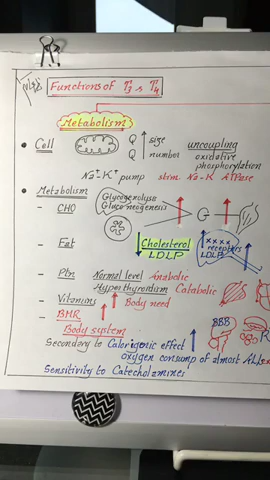 Functions of T3 & T4
Metabolism
• Cell ♀ ↑ size uncoupling
♀ number oxidative
phosphorylation
Na⁺-K⁺ pump stim Na-K ATPase
• Metabolism
- CHO Glycogenolysis
Gluconeogenesis ↑ G ↑
- Fat ↓ Cholesterol ↑ xxxx receptors
LDLP LDLP
- Ptn Normal level Anabolic
Hyperthyroidism Catabolic
- Vitamins ↑ Body need
- BMR ↑
Body system BBB
Secondary to Calorigenic effect
oxygen consump of almost ALL
Sensitivity to Catecholamines